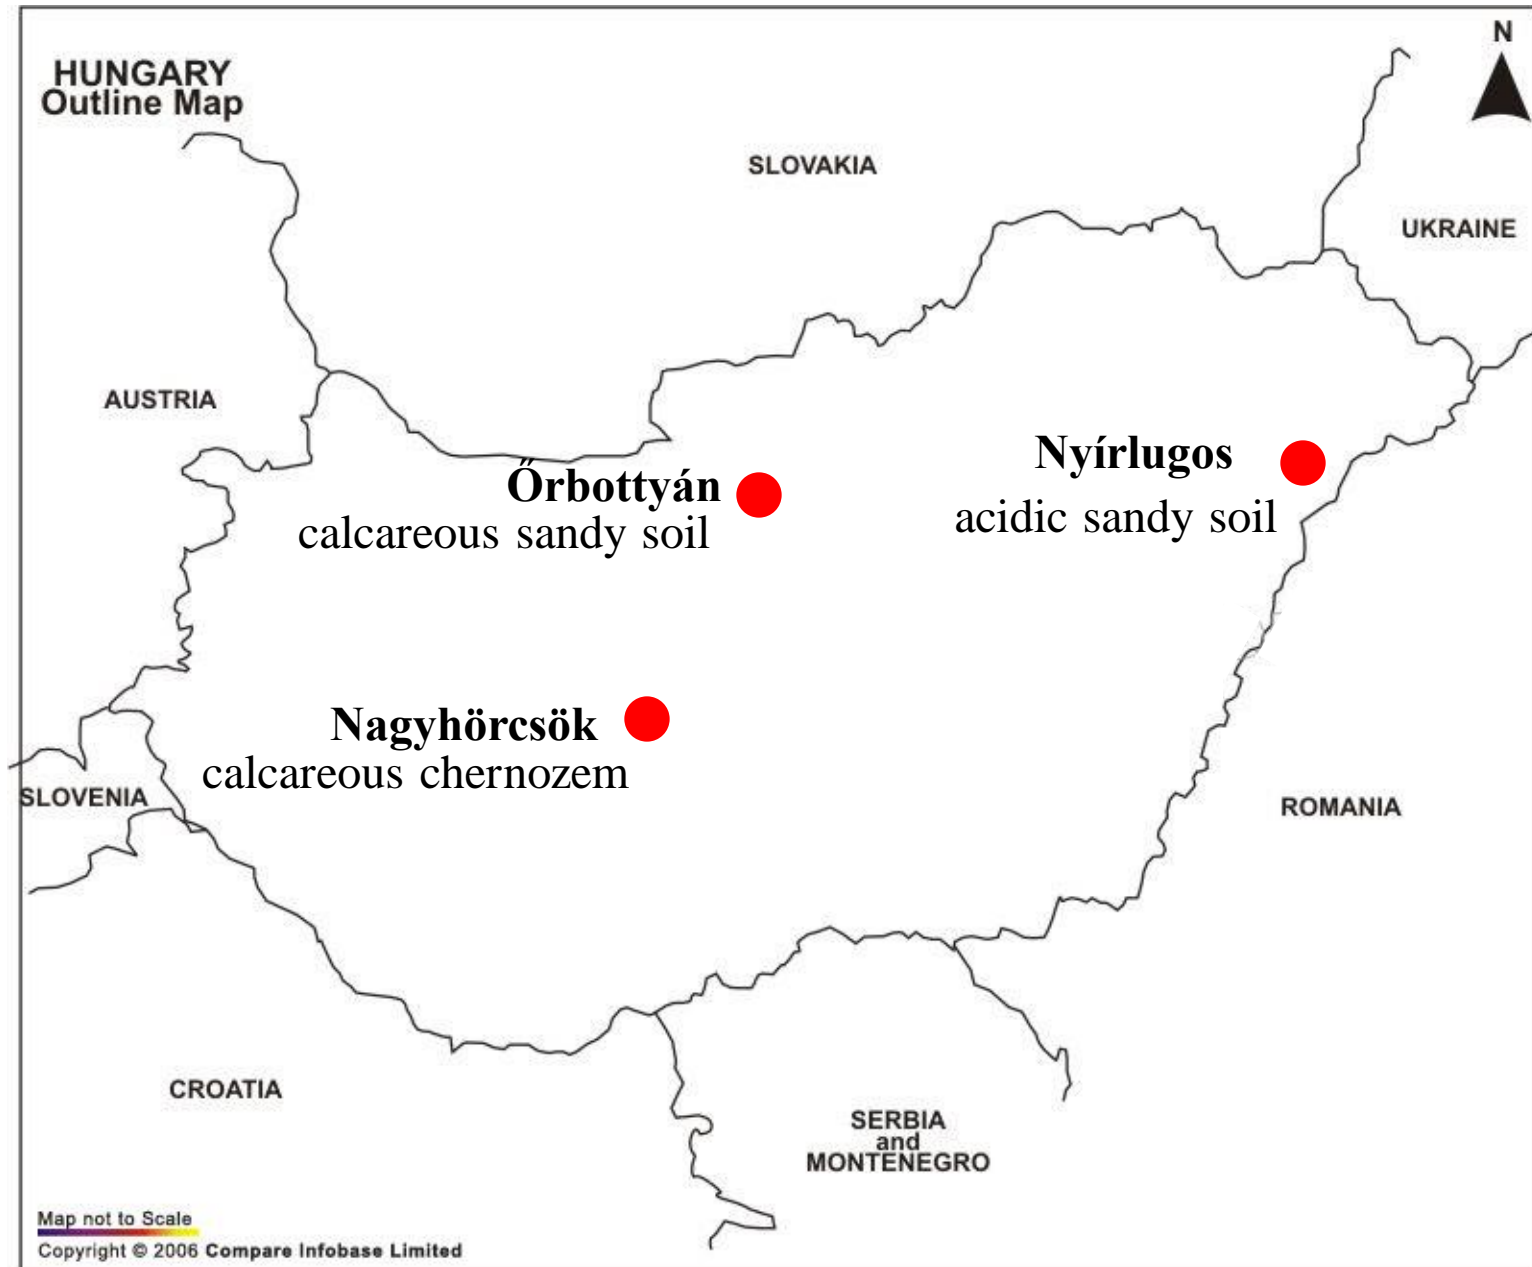 HUNGARY
Outline Map
N
SLOVAKIA
UKRAINE
AUSTRIA
Nyírlugos
acidic sandy soil
Őrbottyán
calcareous sandy soil
Nagyhörcsök
calcareous chernozem
SLOVENIA
ROMANIA
CROATIA
SERBIA
and
MONTENEGRO
Map not to Scale
Copyright © 2006 Compare Infobase Limited